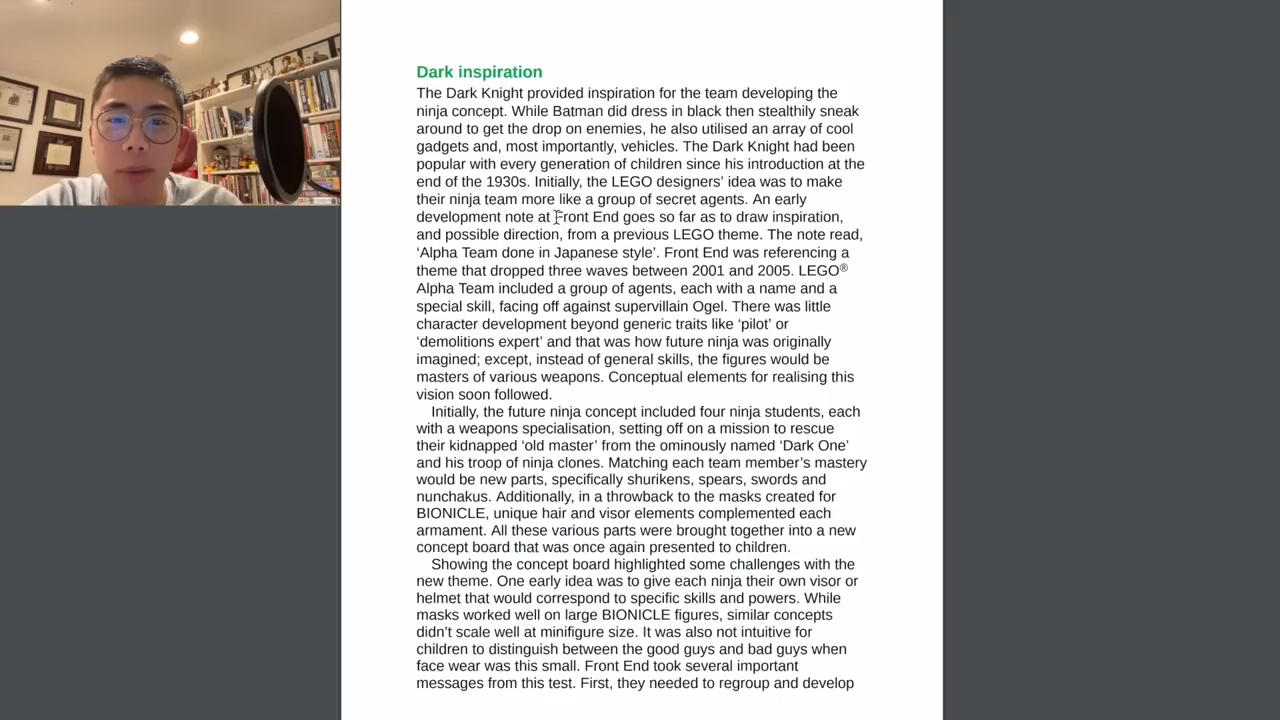 Dark inspiration
The Dark Knight provided inspiration for the team developing the
ninja concept. While Batman did dress in black then stealthily sneak
around to get the drop on enemies, he also utilised an array of cool
gadgets and, most importantly, vehicles. The Dark Knight had been
popular with every generation of children since his introduction at the
end of the 1930s. Initially, the LEGO designers’ idea was to make
their ninja team more like a group of secret agents. An early
development note at Front End goes so far as to draw inspiration,
and possible direction, from a previous LEGO theme. The note read,
‘Alpha Team done in Japanese style’. Front End was referencing a
theme that dropped three waves between 2001 and 2005. LEGO®
Alpha Team included a group of agents, each with a name and a
special skill, facing off against supervillain Ogel. There was little
character development beyond generic traits like ‘pilot’ or
‘demolitions expert’ and that was how future ninja was originally
imagined; except, instead of general skills, the figures would be
masters of various weapons. Conceptual elements for realising this
vision soon followed.
Initially, the future ninja concept included four ninja students, each
with a weapons specialisation, setting off on a mission to rescue
their kidnapped ‘old master’ from the ominously named ‘Dark One’
and his troop of ninja clones. Matching each team member’s mastery
would be new parts, specifically shurikens, spears, swords and
nunchakus. Additionally, in a throwback to the masks created for
BIONICLE, unique hair and visor elements complemented each
armament. All these various parts were brought together into a new
concept board that was once again presented to children.
Showing the concept board highlighted some challenges with the
new theme. One early idea was to give each ninja their own visor or
helmet that would correspond to specific skills and powers. While
masks worked well on large BIONICLE figures, similar concepts
didn’t scale well at minifigure size. It was also not intuitive for
children to distinguish between the good guys and bad guys when
face wear was this small. Front End took several important
messages from this test. First, they needed to regroup and develop